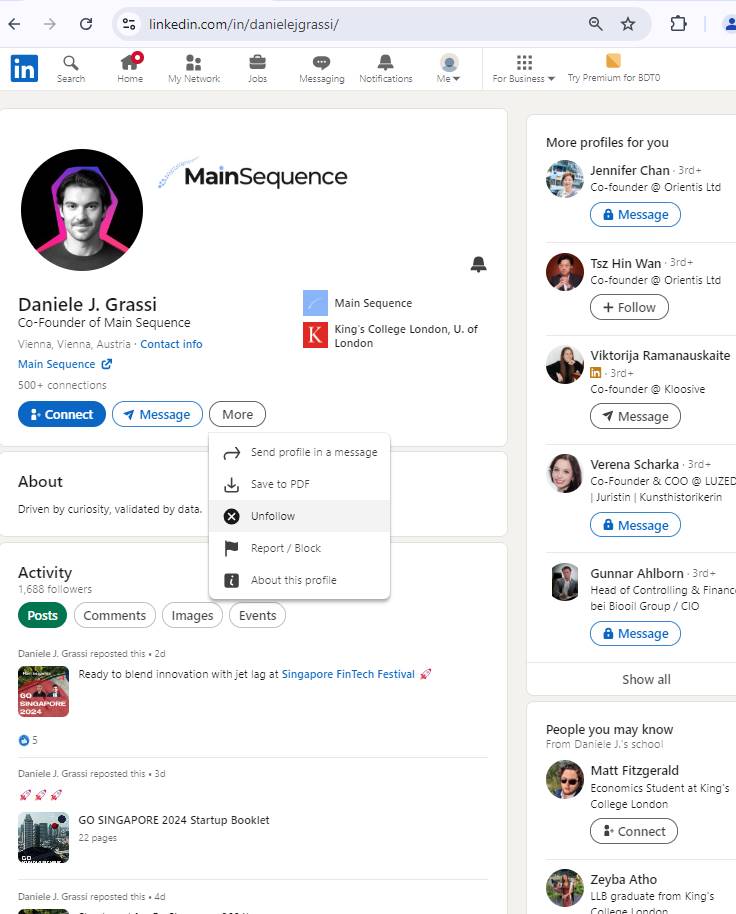 linkedin.com/in/danielejgrassi/
in
Search
Home
My Network
Jobs
Messaging
Notifications
Me
For Business
Try Premium for BDT0
MainSequence
Daniele J. Grassi
Co-Founder of Main Sequence
Vienna, Vienna, Austria · Contact info
Main Sequence
500+ connections
Main Sequence
K
King's College London, U. of
London
Connect
Message
More
Send profile in a message
Save to PDF
Unfollow
Report / Block
About this profile
About
Driven by curiosity, validated by data.
Activity
1,688 followers
Posts
Comments
Images
Events
Daniele J. Grassi reposted this • 2d
Ready to blend innovation with jet lag at Singapore FinTech Festival 🚀
GO
SINGAPORE
2024
5
Daniele J. Grassi reposted this • 3d
🚀 🚀 🚀
GO SINGAPORE 2024 Startup Booklet
22 pages
GO
Daniele J. Grassi reposted this • 4d
More profiles for you
Jennifer Chan · 3rd+
Co-founder @ Orientis Ltd
Message
Tsz Hin Wan · 3rd+
Co-founder @ Orientis Ltd
+ Follow
Viktorija Ramanauskaite
in · 3rd+
Co-founder @ Kloosive
Message
Verena Scharka · 3rd+
Co-Founder & COO @ LUZED
| Juristin | Kunsthistorikerin
Message
Gunnar Ahlborn · 3rd+
Head of Controlling & Finance
bei Biooil Group / CIO
Message
Show all
People you may know
From Daniele J.'s school
Matt Fitzgerald
Economics Student at King's
College London
Connect
Zeyba Atho
LLB graduate from King's
College London